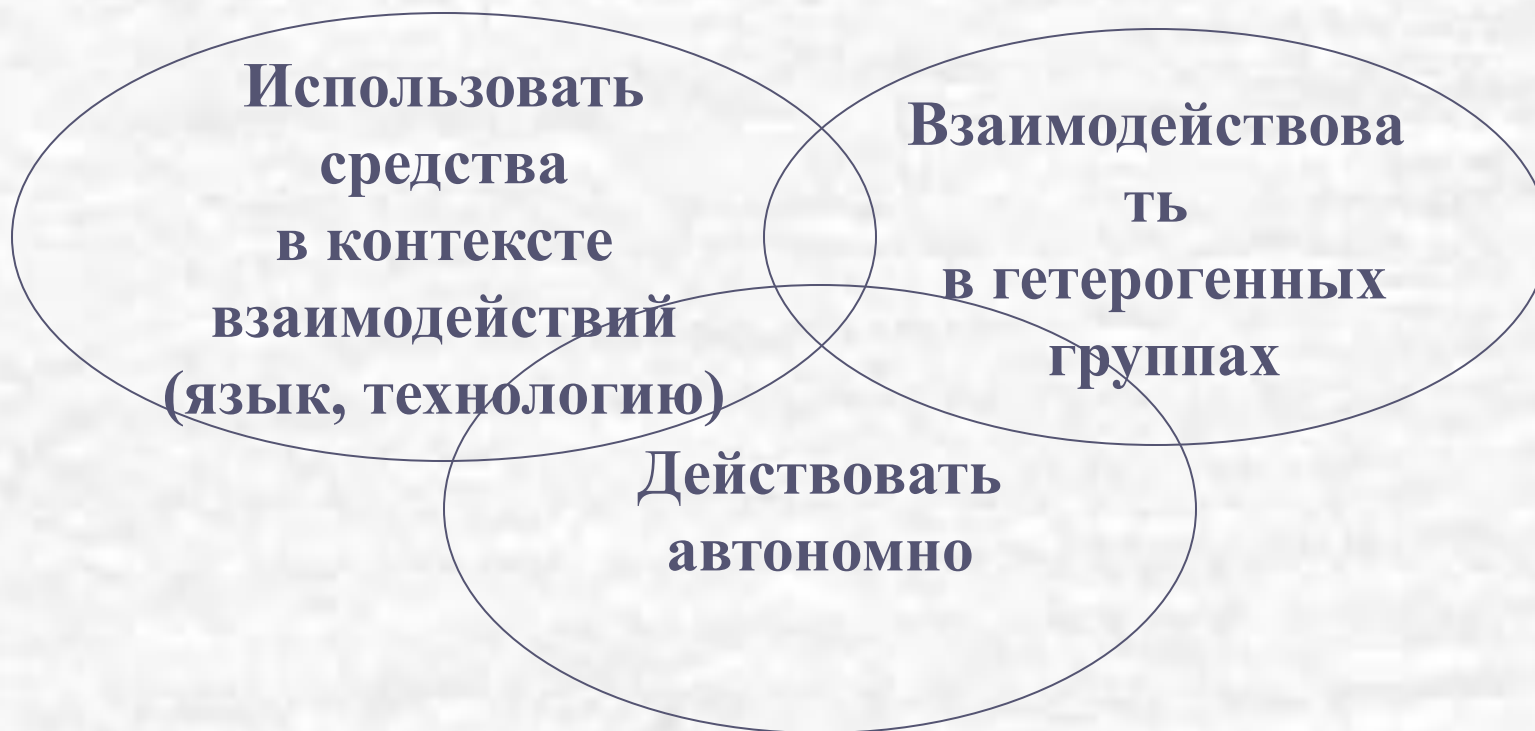 Использовать
средства
в контексте
взаимодействий
(язык, технологию)
Взаимодействова
ть
в гетерогенных
группах
Действовать
автономно